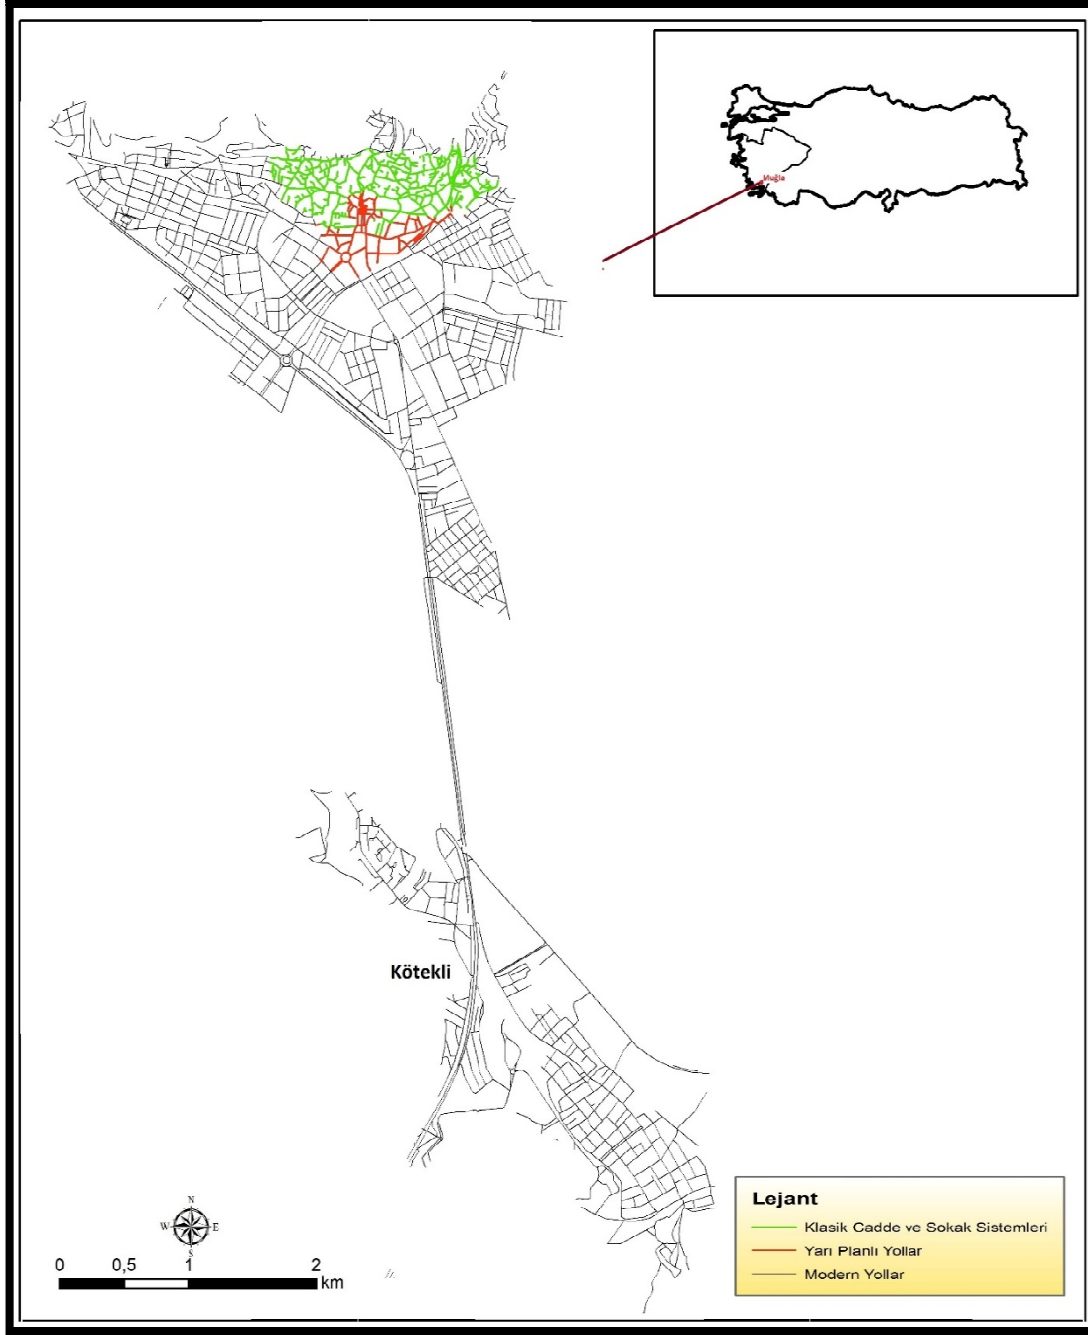 Muğla
Kötekli
N
W E
S
0 0,5 1 2
km
Lejant
Klasik Cadde ve Sokak Sistemleri
Yarı Planlı Yollar
Modern Yollar